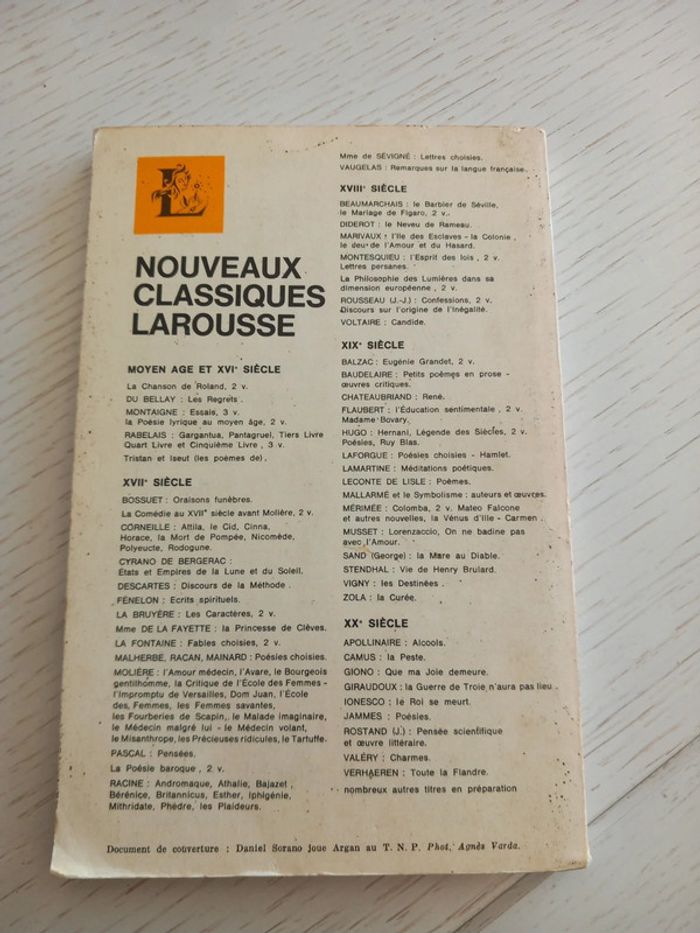 L
NOUVEAUX
CLASSIQUES
LAROUSSE
MOYEN AGE ET XVIᵉ SIÈCLE
La Chanson de Roland, 2 v.
DU BELLAY : Les Regrets .
MONTAIGNE : Essais, 3 v.
la Poésie lyrique au moyen âge, 2 v.
RABELAIS : Gargantua, Pantagruel, Tiers Livre
Quart Livre et Cinquième Livre , 3 v.
Tristan et Iseut (les poèmes de) .
XVIIᵉ SIÈCLE
BOSSUET : Oraisons funèbres.
La Comédie au XVIIᵉ siècle avant Molière, 2 v.
CORNEILLE : Attila, le Cid, Cinna,
Horace, la Mort de Pompée, Nicomède,
Polyeucte, Rodogune.
CYRANO DE BERGERAC :
États et Empires de la Lune et du Soleil.
DESCARTES : Discours de la Méthode .
FÉNELON : Ecrits spirituels.
LA BRUYÈRE : Les Caractères, 2 v.
Mme DE LA FAYETTE : la Princesse de Clèves.
LA FONTAINE : Fables choisies, 2 v.
MALHERBE, RACAN, MAINARD : Poésies choisies.
MOLIÈRE : l'Amour médecin, l'Avare, le Bourgeois
gentilhomme, la Critique de l'École des Femmes -
l'Impromptu de Versailles, Dom Juan, l'École
des, Femmes, les Femmes savantes,
les Fourberies de Scapin, le Malade imaginaire,
le Médecin malgré lui - le Médecin volant,
le Misanthrope, les Précieuses ridicules, le Tartuffe.
PASCAL : Pensées.
La Poésie baroque , 2 v.
RACINE : Andromaque, Athalie, Bajazet ,
Bérénice, Britannicus, Esther, Iphigénie,
Mithridate, Phèdre, les Plaideurs.
Mme de SÉVIGNÉ : Lettres choisies.
VAUGELAS : Remarques sur la langue française.
XVIIIᵉ SIÈCLE
BEAUMARCHAIS : le Barbier de Séville,
le Mariage de Figaro, 2 v..
DIDEROT : le Neveu de Rameau.
MARIVAUX : l'Ile des Esclaves - la Colonie ,
le jeu de l'Amour et du Hasard.
MONTESQUIEU : l'Esprit des lois , 2 v.
Lettres persanes.
La Philosophie des Lumières dans sa
dimension européenne , 2 v.
ROUSSEAU (J.-J.) : Confessions, 2 v.
Discours sur l'origine de l'Inégalité.
VOLTAIRE : Candide.
XIXᵉ SIÈCLE
BALZAC : Eugénie Grandet, 2 v.
BAUDELAIRE : Petits poèmes en prose -
œuvres critiques.
CHATEAUBRIAND : René.
FLAUBERT : l'Éducation sentimentale , 2 v.
Madame Bovary.
HUGO : Hernani, Légende des Siècles, 2 v.
Poésies, Ruy Blas.
LAFORGUE : Poésies choisies - Hamlet.
LAMARTINE : Méditations poétiques.
LECONTE DE LISLE : Poèmes.
MALLARMÉ et le Symbolisme : auteurs et œuvres.
MÉRIMÉE : Colomba, 2 v. Mateo Falcone
et autres nouvelles, la Vénus d'Ille - Carmen .
MUSSET : Lorenzaccio, On ne badine pas
avec l'Amour.
SAND (George) : la Mare au Diable.
STENDHAL : Vie de Henry Brulard.
VIGNY : les Destinées .
ZOLA : la Curée.
XXᵉ SIÈCLE
APOLLINAIRE : Alcools.
CAMUS : la Peste.
GIONO : Que ma Joie demeure.
GIRAUDOUX : la Guerre de Troie n'aura pas lieu .
IONESCO : le Roi se meurt.
JAMMES : Poésies.
ROSTAND (J.) : Pensée scientifique
et œuvre littéraire.
VALÉRY : Charmes.
VERHAEREN : Toute la Flandre.
nombreux autres titres en préparation
Document de couverture : Daniel Sorano joue Argan au T. N. P. Phot. Agnès Varda.